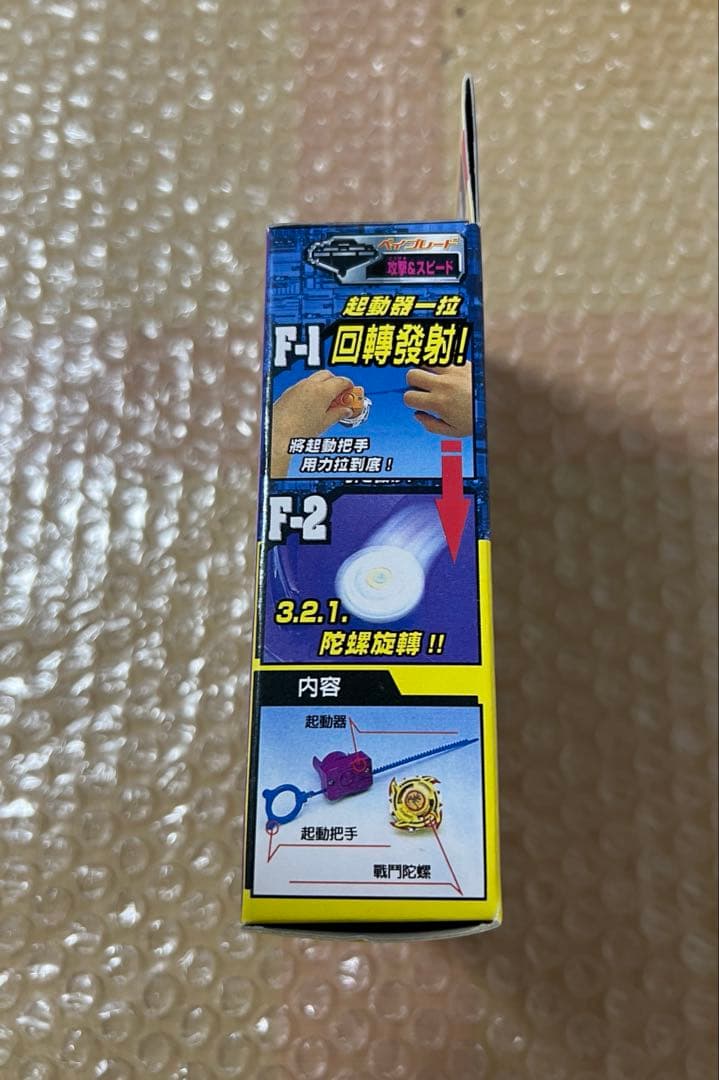 ベイブレード
攻撃&スピード
起動器一拉
F-1 回轉發射!
將起動把手
用力拉到底!
F-2
3.2.1.
陀螺旋轉!!
内容
起動器
起動把手
戰鬥陀螺